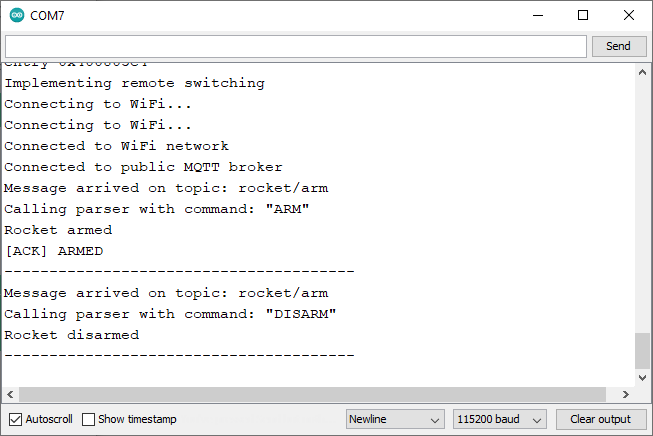 COM7
Send
Implementing remote switching
Connecting to WiFi...
Connecting to WiFi...
Connected to WiFi network
Connected to public MQTT broker
Message arrived on topic: rocket/arm
Calling parser with command: "ARM"
Rocket armed
[ACK] ARMED
---------------------------------------
Message arrived on topic: rocket/arm
Calling parser with command: "DISARM"
Rocket disarmed
---------------------------------------
Autoscroll Show timestamp Newline 115200 baud Clear output